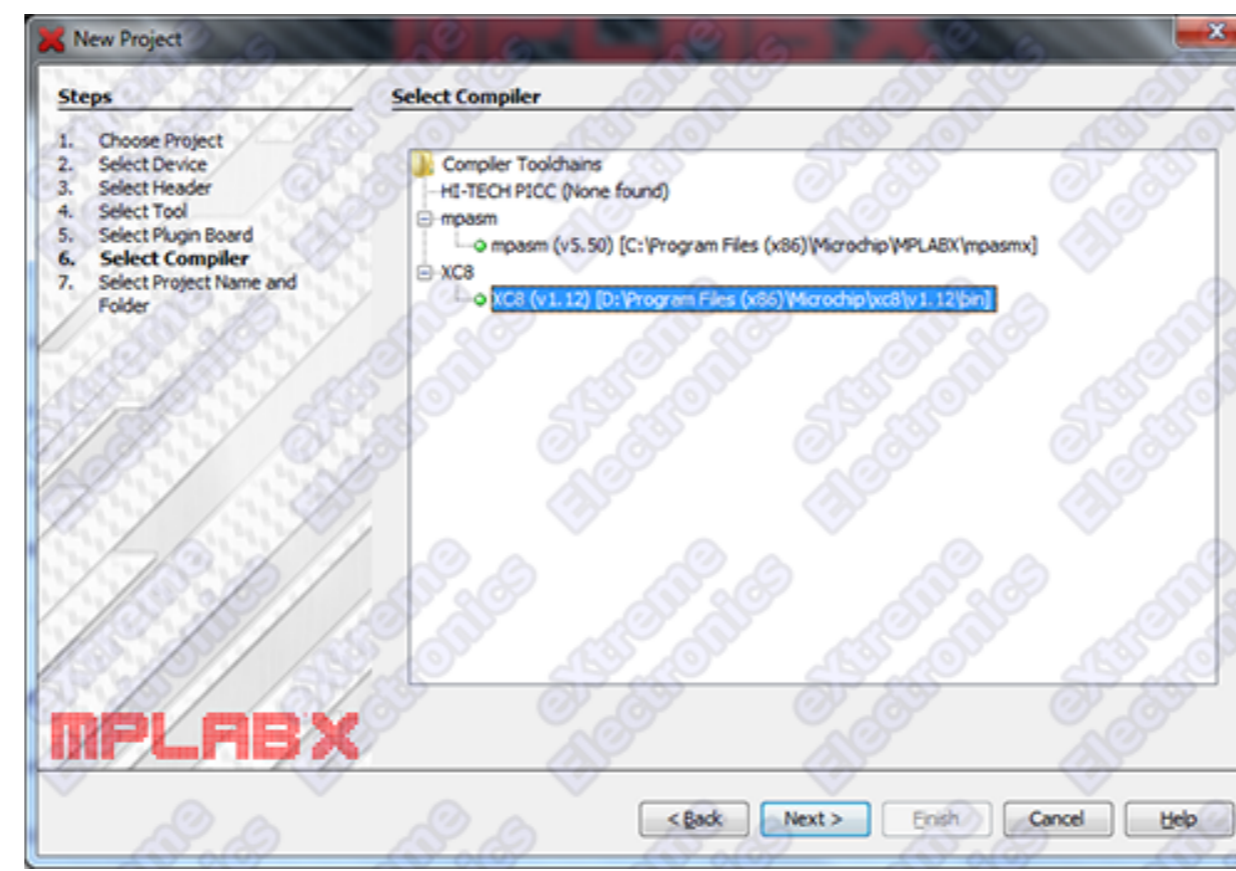 New Project
Steps
1. Choose Project
2. Select Device
3. Select Header
4. Select Tool
5. Select Plugin Board
6. Select Compiler
7. Select Project Name and
Folder
MPLABX
Select Compiler
Compiler Toolchains
HI-TECH PICC (None found)
mpasm
mpasm (v5.50) [C:\Program Files (x86)\Microchip\MPLABX\mpasmx]
XC8
XC8 (v1.12) [D:\Program Files (x86)\Microchip\xc8\v1.12\bin]
< Back
Next >
Finish
Cancel
Help
eXtreme
Electronics